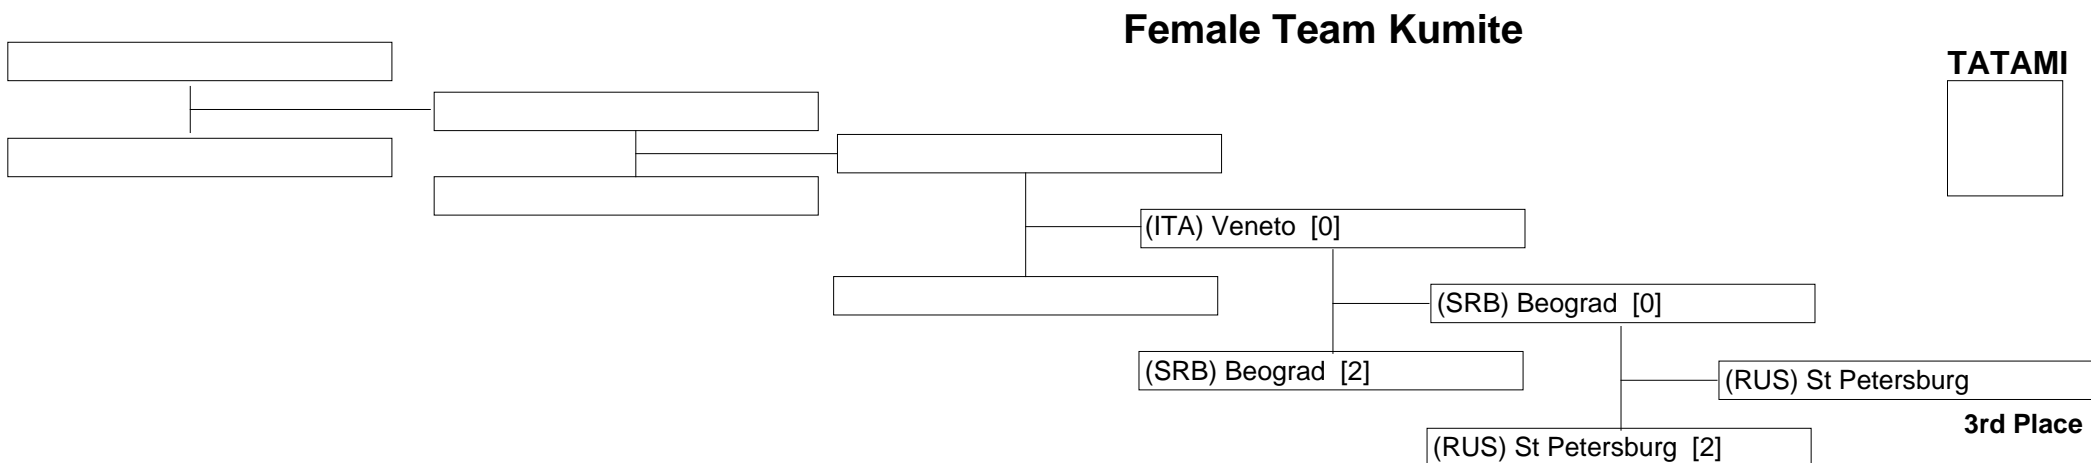 Female Team Kumite
TATAMI
(ITA) Veneto [0]
(SRB) Beograd [0]
(SRB) Beograd [2]
(RUS) St Petersburg
3rd Place
(RUS) St Petersburg [2]